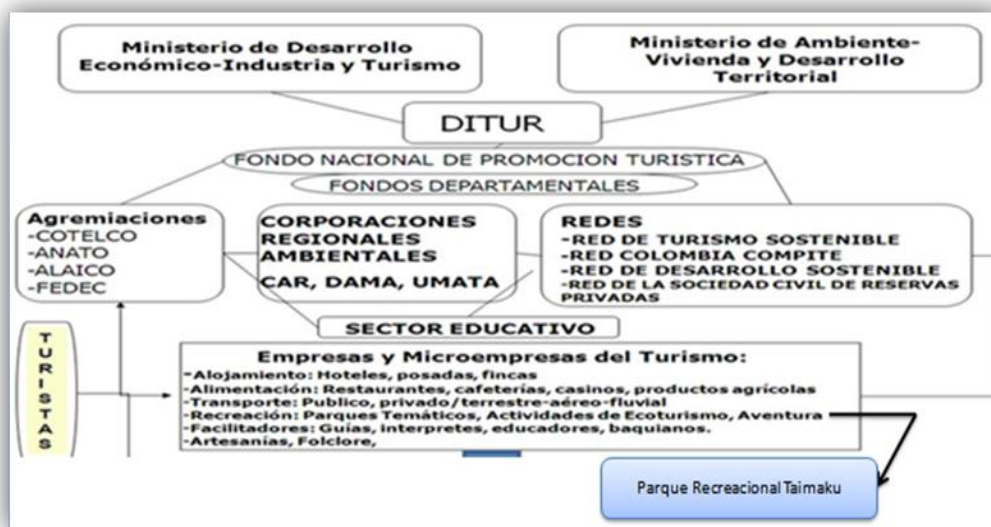 Ministerio de Desarrollo
Económico-Industria y Turismo
Ministerio de Ambiente-
Vivienda y Desarrollo
Territorial
DITUR
FONDO NACIONAL DE PROMOCION TURISTICA
FONDOS DEPARTAMENTALES
Agremiaciones
-COTELCO
-ANATO
-ALAICO
-FEDEC
CORPORACIONES
REGIONALES
AMBIENTALES
CAR, DAMA, UMATA
REDES
-RED DE TURISMO SOSTENIBLE
-RED COLOMBIA COMPITE
-RED DE DESARROLLO SOSTENIBLE
-RED DE LA SOCIEDAD CIVIL DE RESERVAS
PRIVADAS
SECTOR EDUCATIVO
TURISTAS
Empresas y Microempresas del Turismo:
-Alojamiento: Hoteles, posadas, fincas
-Alimentación: Restaurantes, cafeterías, casinos, productos agrícolas
-Transporte: Publico, privado/terrestre-aéreo-fluvial
-Recreación: Parques Temáticos, Actividades de Ecoturismo, Aventura
-Facilitadores: Guías, interpretes, educadores, baquianos.
-Artesanías, Folclore,
Parque Recreacional Taimaku